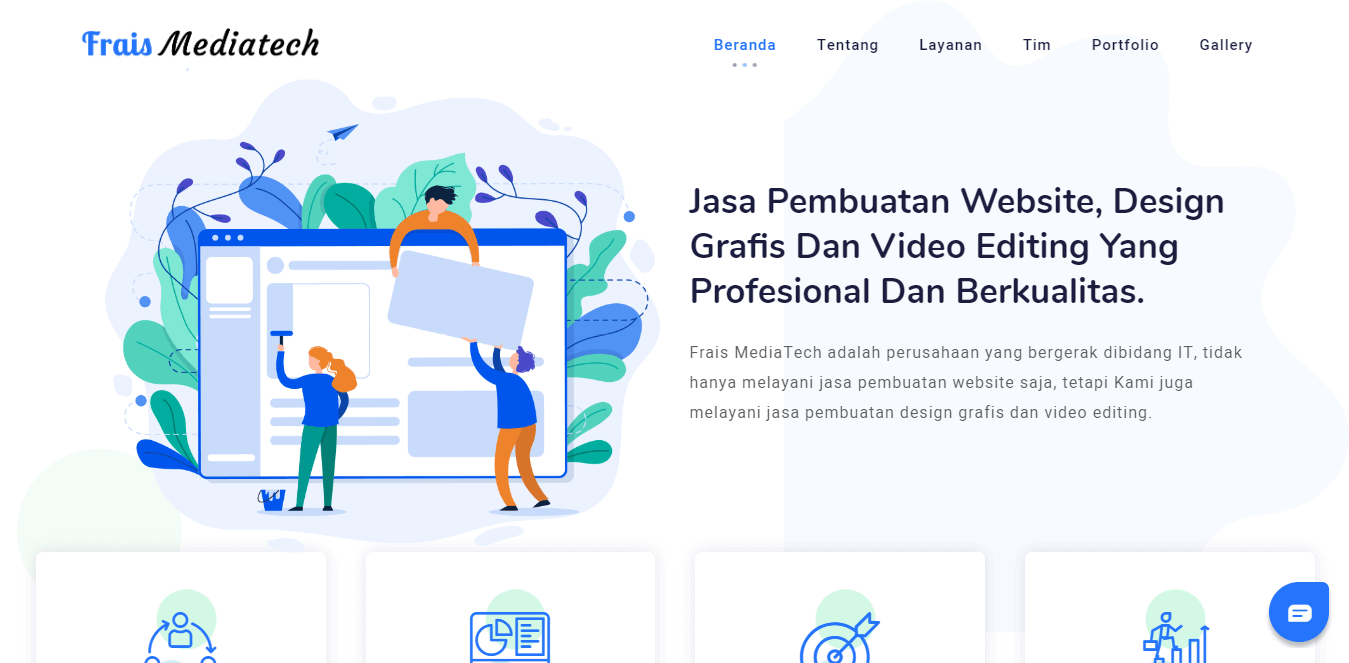 Frais Mediatech
Beranda Tentang Layanan Tim Portfolio Gallery
Jasa Pembuatan Website, Design
Grafis Dan Video Editing Yang
Profesional Dan Berkualitas.
Frais MediaTech adalah perusahaan yang bergerak dibidang IT, tidak
hanya melayani jasa pembuatan website saja, tetapi Kami juga
melayani jasa pembuatan design grafis dan video editing.